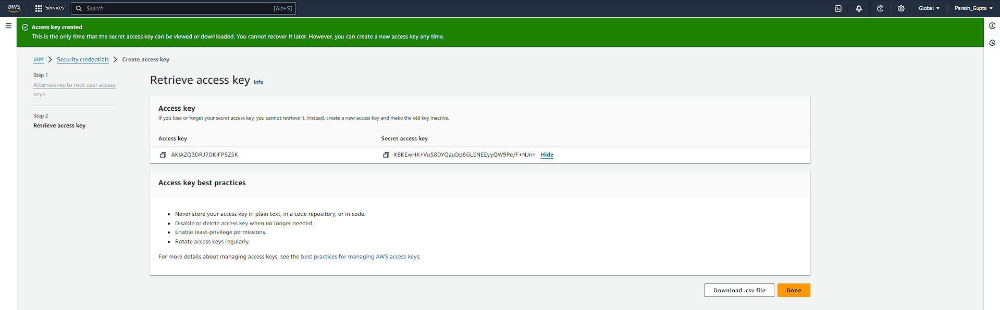 aws
Services
Search
[Alt+S]
Global
Paresh_Gupta
Access key created
This is the only time that the secret access key can be viewed or downloaded. You cannot recover it later. However, you can create a new access key any time.
IAM > Security credentials > Create access key
Step 1
Alternatives to root user access
keys
Step 2
Retrieve access key
Retrieve access key Info
Access key
If you lose or forget your secret access key, you cannot retrieve it. Instead, create a new access key and make the old key inactive.
Access key
Secret access key
AKIAZQ3DRJ7DKIFPSZ5K
K8KEwHK+VuS8DYQauDp8GLENEEyyQW9Pe/F+NJn+ Hide
Access key best practices
• Never store your access key in plain text, in a code repository, or in code.
• Disable or delete access key when no longer needed.
• Enable least-privilege permissions.
• Rotate access keys regularly.
For more details about managing access keys, see the best practices for managing AWS access keys.
Download .csv file
Done